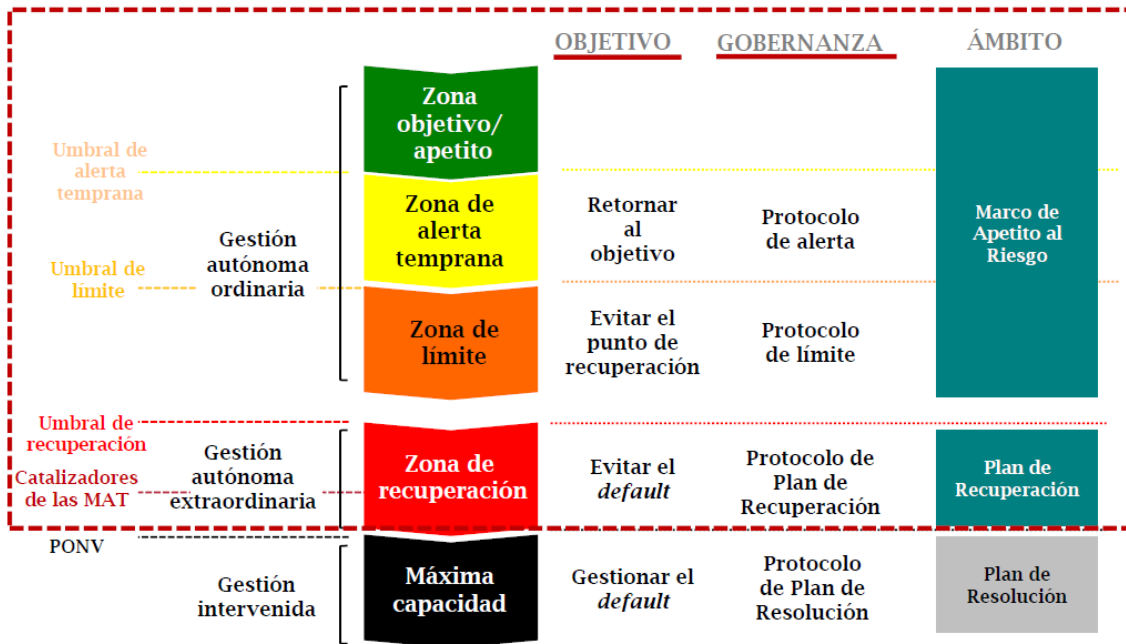 OBJETIVO
GOBERNANZA
ÁMBITO
Zona
objetivo/
apetito
Umbral de
alerta
temprana
Zona de
alerta
temprana
Retornar
al
objetivo
Protocolo
de alerta
Marco de
Apetito al
Riesgo
Gestión
autónoma
ordinaria
Umbral de
límite
Zona de
límite
Evitar el
punto de
recuperación
Protocolo
de límite
Umbral de
recuperación
Catalizadores
de las MAT
Gestión
autónoma
extraordinaria
Zona de
recuperación
Evitar el
default
Protocolo de
Plan de
Recuperación
Plan de
Recuperación
PONV
Gestión
intervenida
Máxima
capacidad
Gestionar el
default
Protocolo
de Plan de
Resolución
Plan de
Resolución